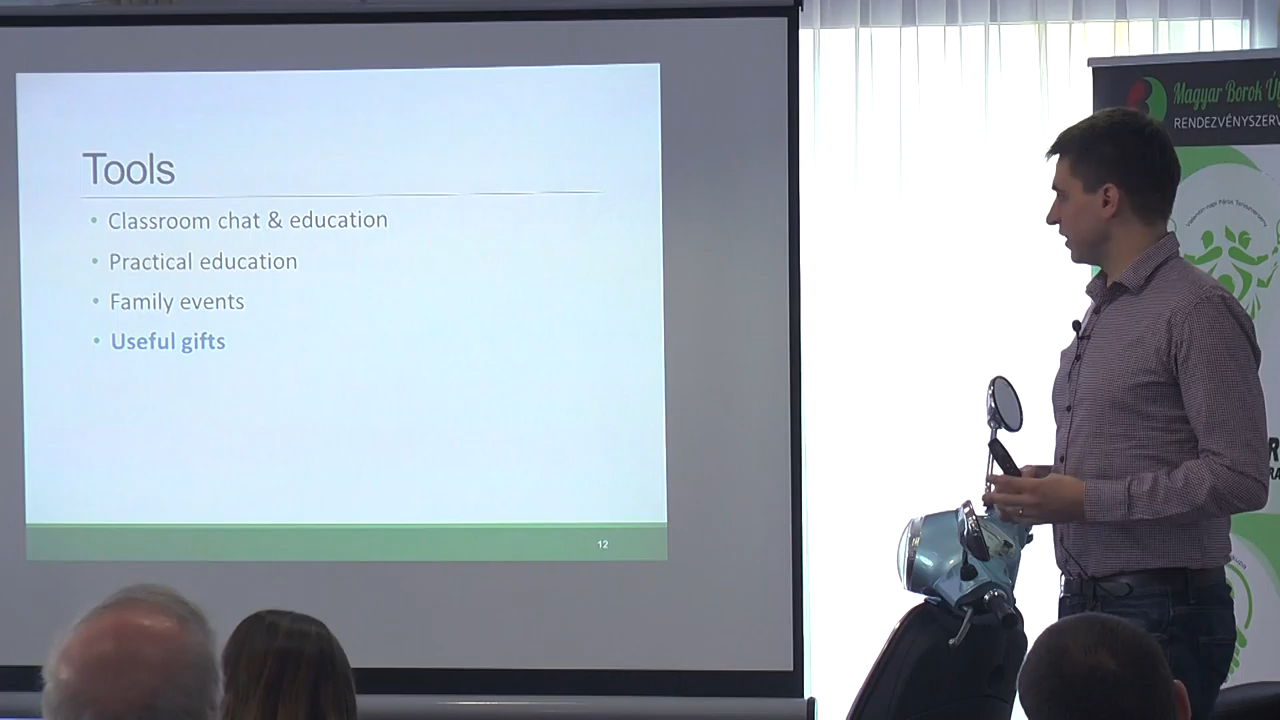 Tools
• Classroom chat & education
• Practical education
• Family events
• Useful gifts
12
Magyar Borok
RENDEZVÉNYSZERV